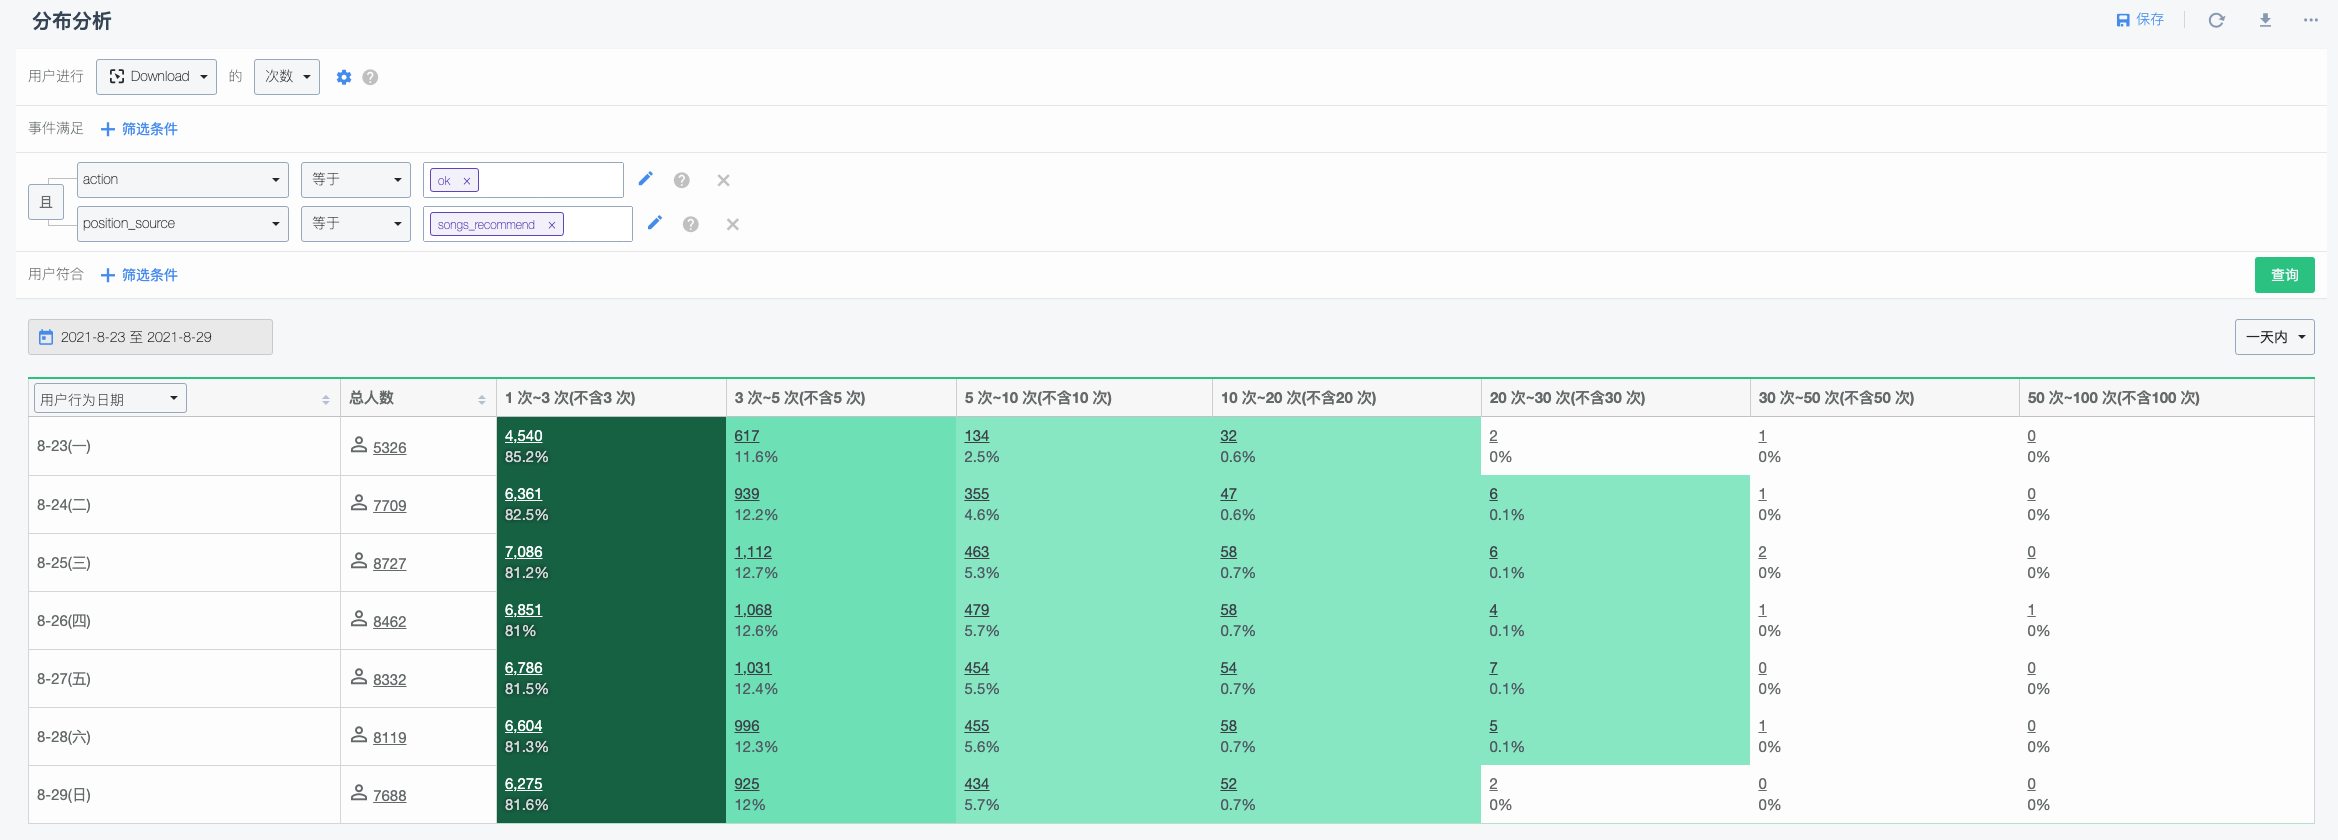 分布分析
保存
用户进行 Download 的 次数
事件满足 筛选条件
且
action 等于 ok ×
position_source 等于 songs_recommend ×
用户符合 筛选条件
查询
2021-8-23 至 2021-8-29
一天内
用户行为日期 总人数 1 次~3 次(不含3 次) 3 次~5 次(不含5 次) 5 次~10 次(不含10 次) 10 次~20 次(不含20 次) 20 次~30 次(不含30 次) 30 次~50 次(不含50 次) 50 次~100 次(不含100 次)
8-23(一) 5326 4,540 617 134 32 2 1 0
85.2% 11.6% 2.5% 0.6% 0% 0% 0%
8-24(二) 7709 6,361 939 355 47 6 1 0
82.5% 12.2% 4.6% 0.6% 0.1% 0% 0%
8-25(三) 8727 7,086 1,112 463 58 6 2 0
81.2% 12.7% 5.3% 0.7% 0.1% 0% 0%
8-26(四) 8462 6,851 1,068 479 58 4 1 1
81% 12.6% 5.7% 0.7% 0.1% 0% 0%
8-27(五) 8332 6,786 1,031 454 54 7 0 0
81.5% 12.4% 5.5% 0.7% 0.1% 0% 0%
8-28(六) 8119 6,604 996 455 58 5 1 0
81.3% 12.3% 5.6% 0.7% 0.1% 0% 0%
8-29(日) 7688 6,275 925 434 52 2 0 0
81.6% 12% 5.7% 0.7% 0% 0% 0%